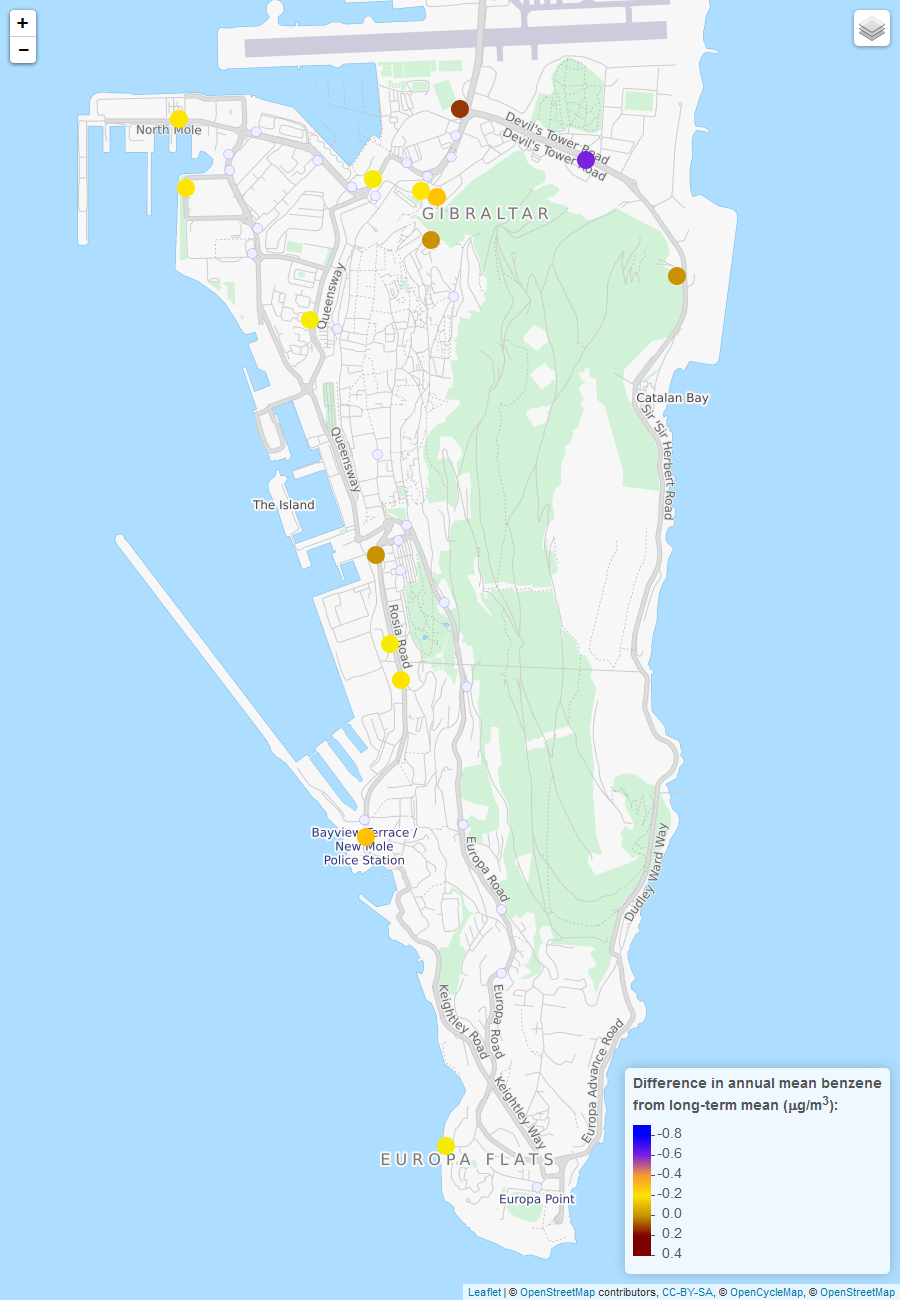 +
−
North Mole
Devil's Tower Road
Devil's Tower Road
GIBRALTAR
Queensway
Catalan Bay
Sir 'Sir Herbert Road
Queensway
The Island
Rosia Road
Bayview Terrace /
New Mole
Police Station
Europa Road
Dudley Ward Way
Keightley Road
Europa Road
Europa Advance Road
Keightley Way
EUROPA FLATS
Europa Point
Difference in annual mean benzene
from long-term mean (μg/m³):
-0.8
-0.6
-0.4
-0.2
0.0
0.2
0.4
Leaflet | © OpenStreetMap contributors, CC-BY-SA, © OpenCycleMap, © OpenStreetMap